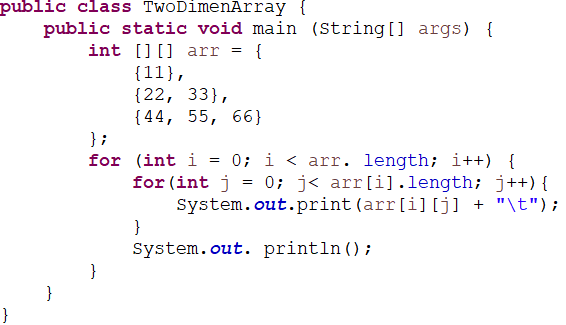 public class TwoDimenArray {
    public static void main (String[] args) {
        int [][] arr = {
            {11},
            {22, 33},
            {44, 55, 66}
        };
        for (int i = 0; i < arr. length; i++) {
            for(int j = 0; j< arr[i].length; j++){
                System.out.print(arr[i][j] + "\t");
            }
            System.out. println();
        }
    }
}